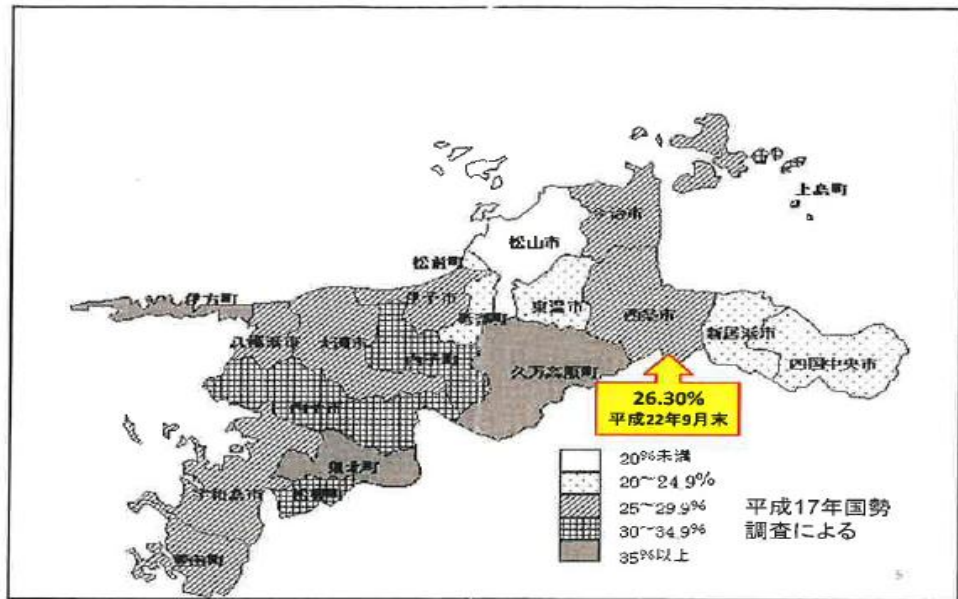 上島町
今治市
松山市
松前町
伊方町
伊予市
東温市
砥部町
西条市
新居浜市
八幡浜市
大洲市
内子町
久万高原町
四国中央市
26.30%
平成22年9月末
西予市
20%未満
鬼北町
20~24.9%
宇和島市
松野町
25~29.9%
平成17年国勢
30~34.9%
調査による
愛南町
35%以上